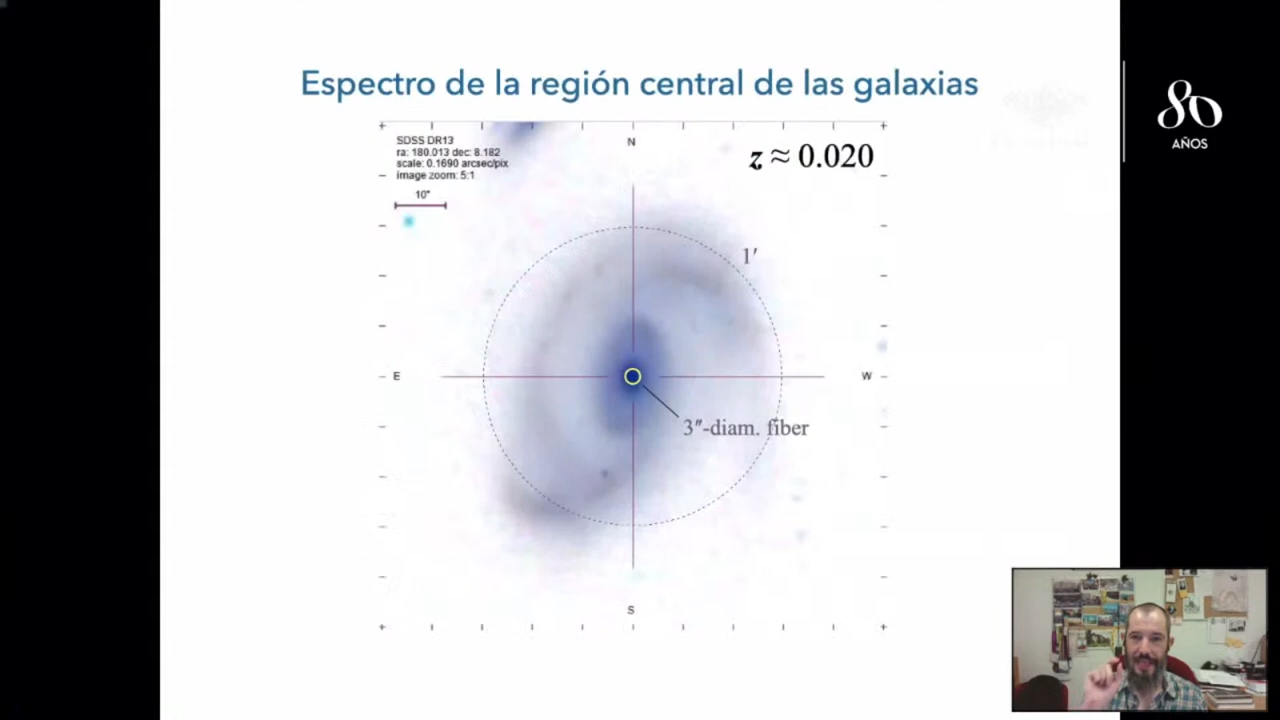 Espectro de la región central de las galaxias
SDSS DR13
ra: 180.013 dec: 8.182
scale: 0.1690 arcsec/pix
image zoom: 5:1
10"
N
z ≈ 0.020
1′
E
W
3″-diam. fiber
S
80
AÑOS